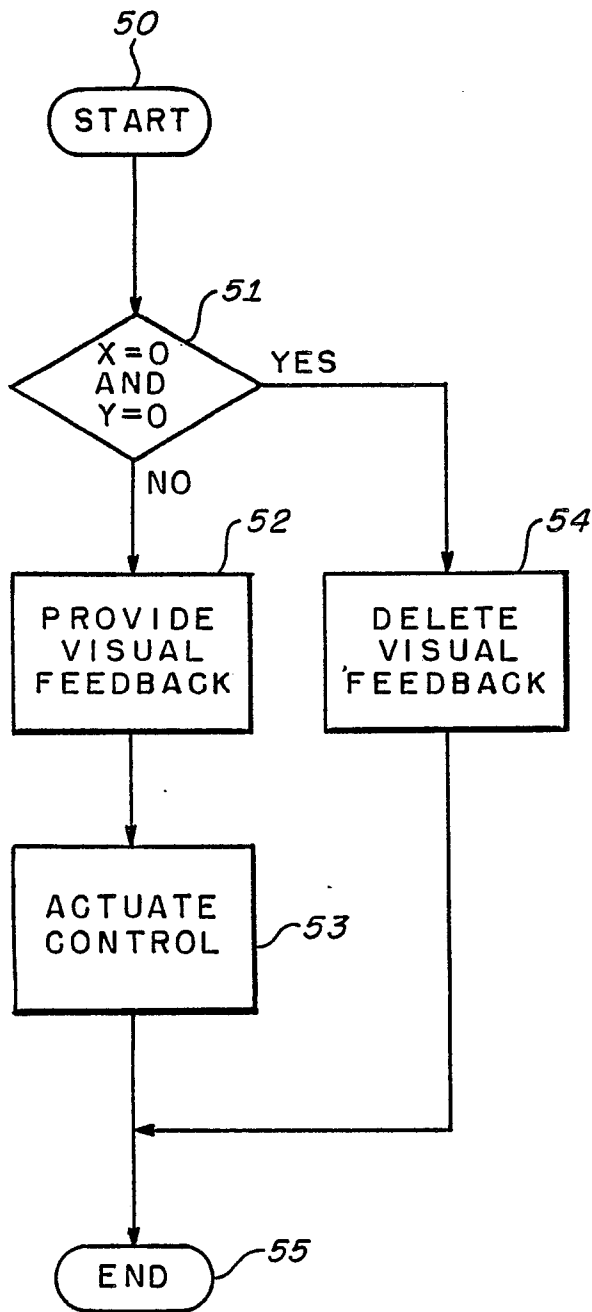 50
START
51
X=0
AND
Y=0
YES
NO
52
54
PROVIDE
VISUAL
FEEDBACK
DELETE
VISUAL
FEEDBACK
ACTUATE
CONTROL
53
END
55